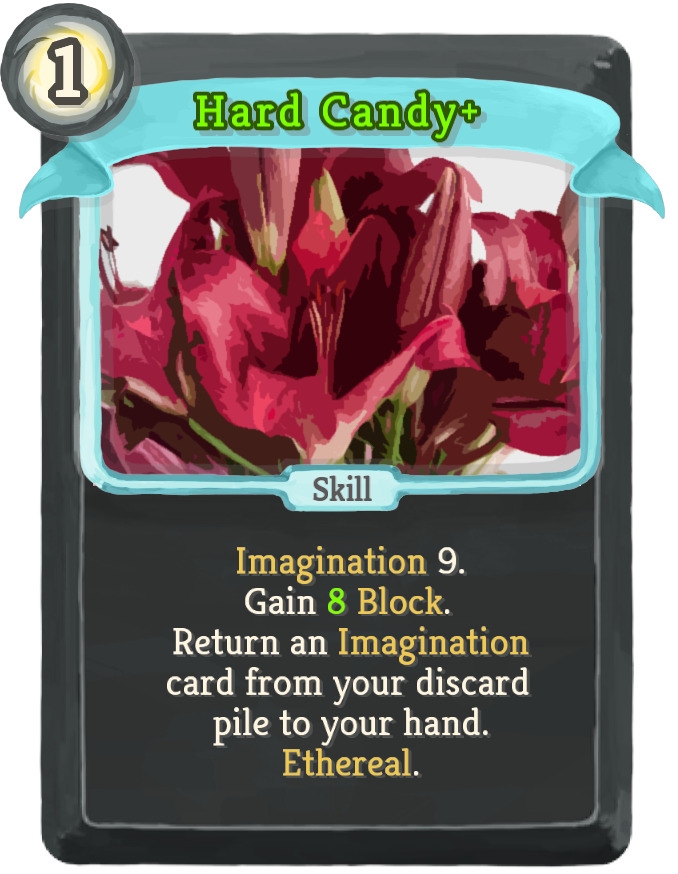 1
Hard Candy+
Skill
Imagination 9.
Gain 8 Block.
Return an Imagination
card from your discard
pile to your hand.
Ethereal.